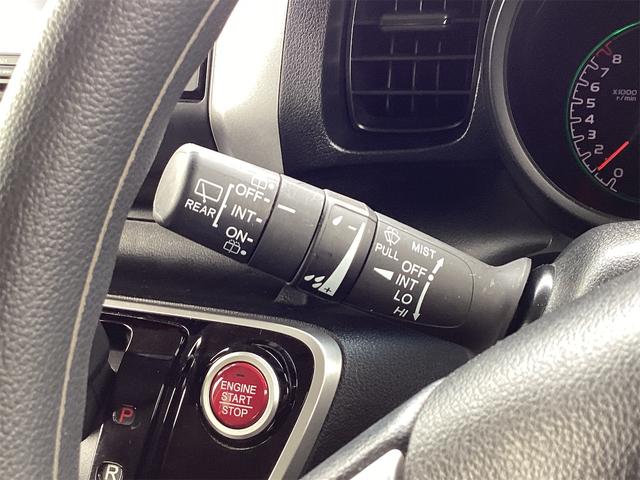 REAR
OFF-
INT-
ON-
-
+
PULL
MIST
OFF
INT
LO
HI
8
7
6
5
4
3
2
0
X1000
r/min
ENGINE
START
STOP
P
R